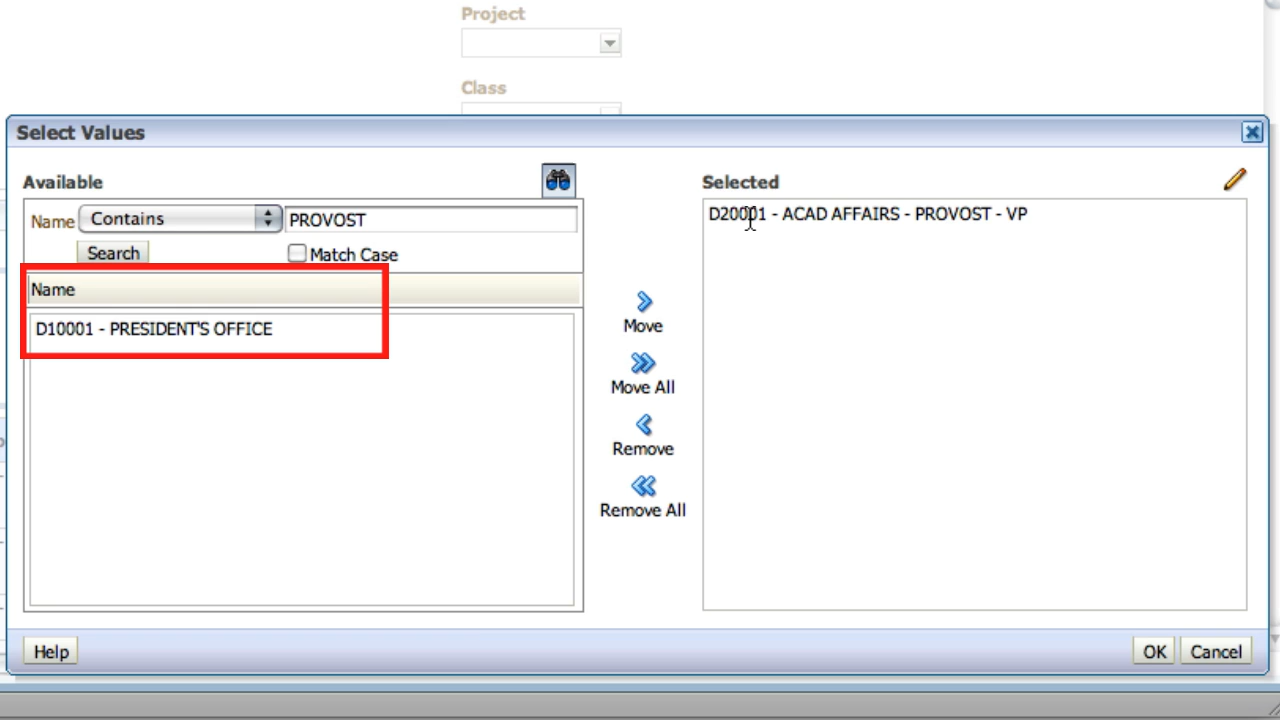 Project
Class
Select Values
Available
Name Contains PROVOST
Search Match Case
Name
D10001 - PRESIDENT'S OFFICE
Move
Move All
Remove
Remove All
Selected
D20001 - ACAD AFFAIRS - PROVOST - VP
Help OK Cancel